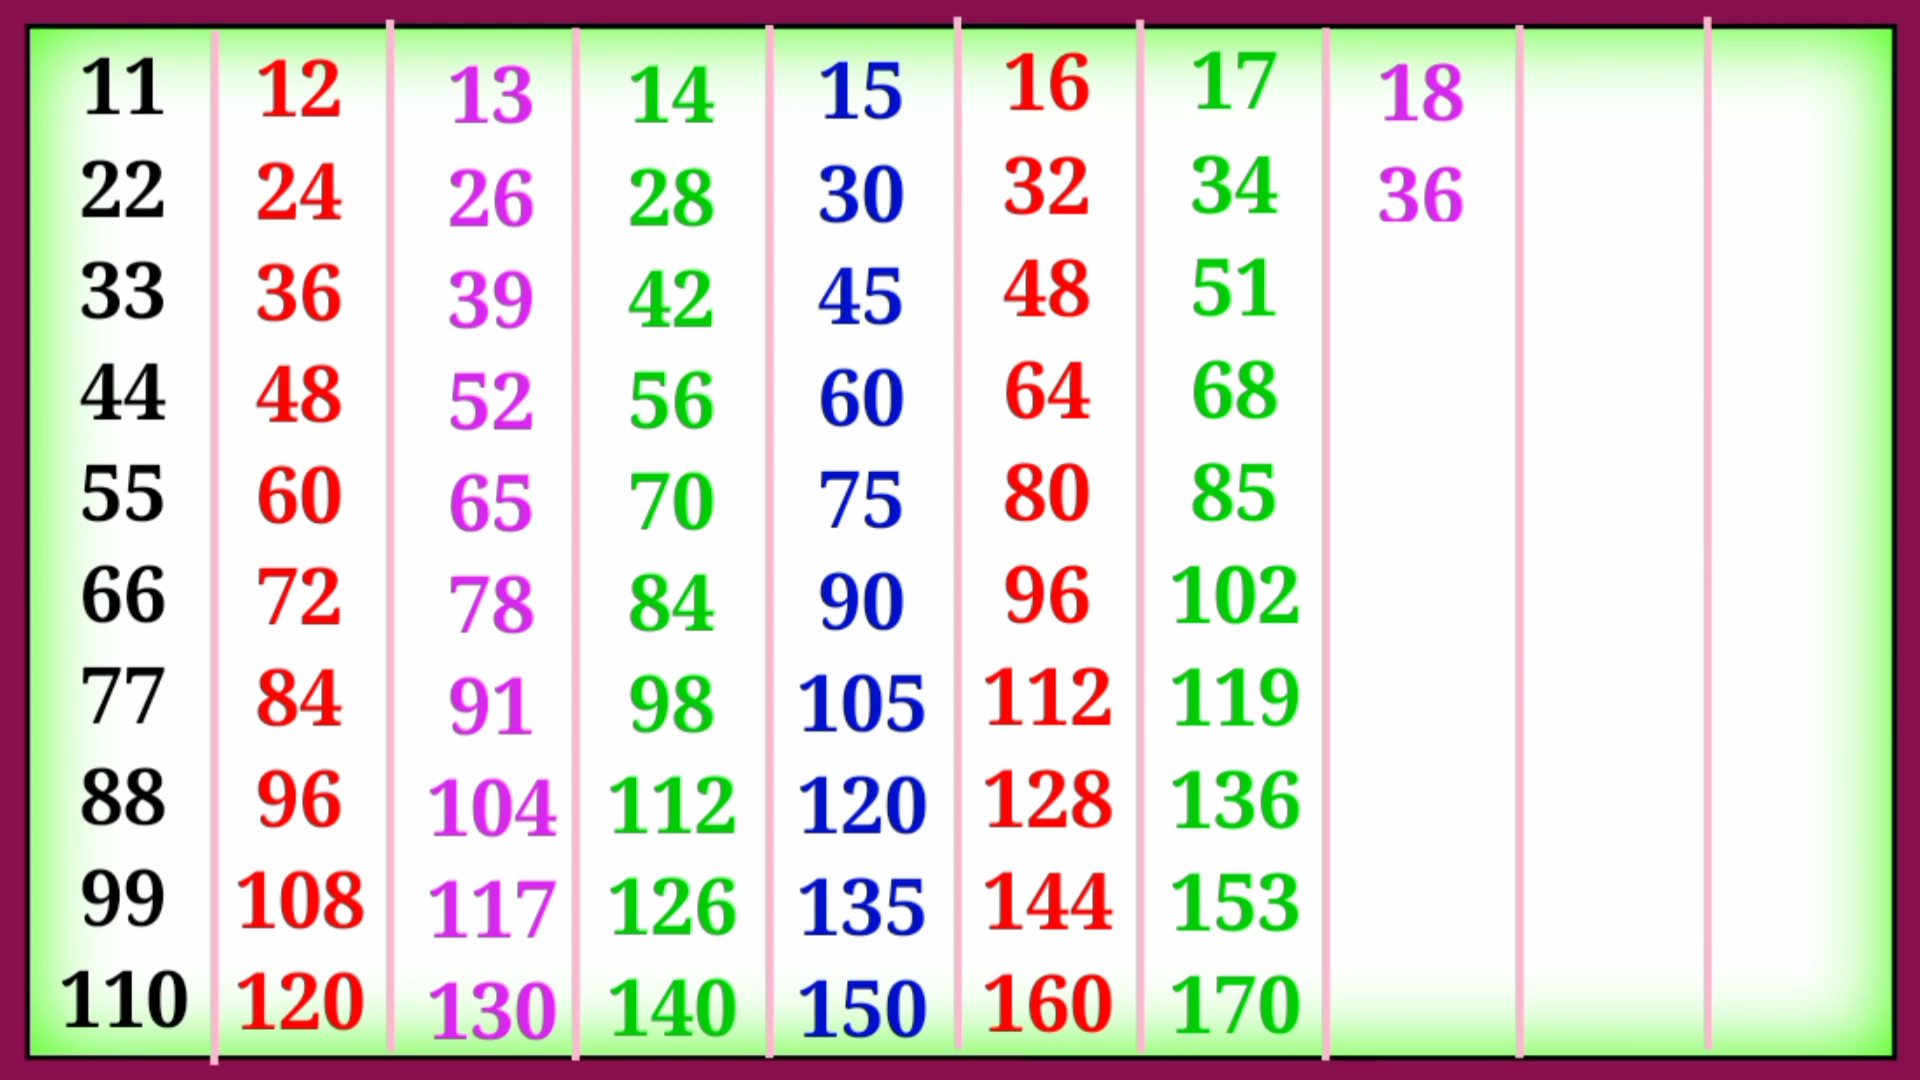 11 12 13 14 15 16 17 18
22 24 26 28 30 32 34 36
33 36 39 42 45 48 51
44 48 52 56 60 64 68
55 60 65 70 75 80 85
66 72 78 84 90 96 102
77 84 91 98 105 112 119
88 96 104 112 120 128 136
99 108 117 126 135 144 153
110 120 130 140 150 160 170